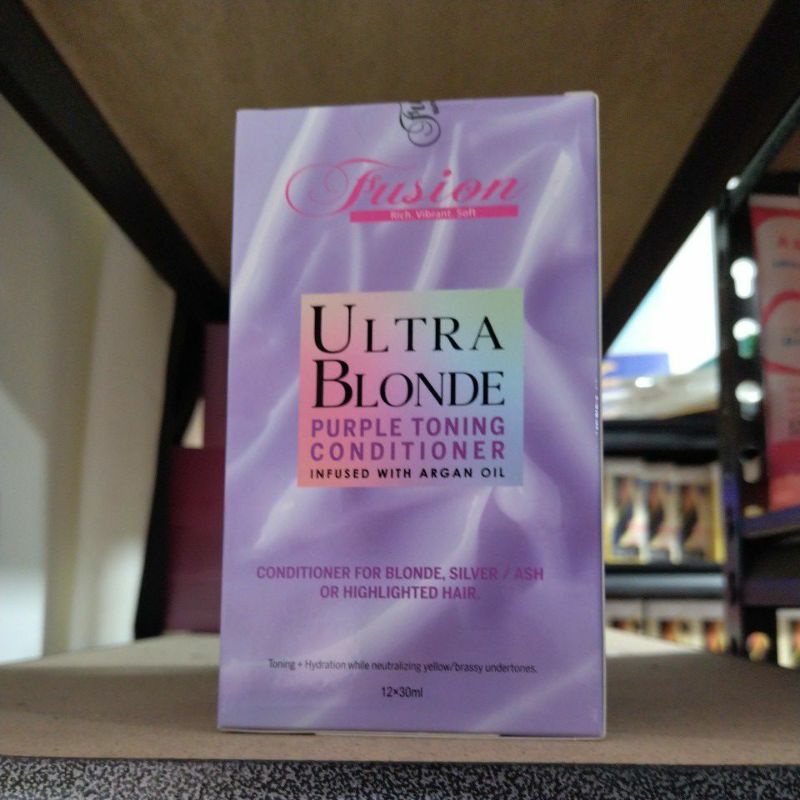 Fusion
Rich. Vibrant. Soft
ULTRA
BLONDE
PURPLE TONING
CONDITIONER
INFUSED WITH ARGAN OIL
CONDITIONER FOR BLONDE, SILVER / ASH
OR HIGHLIGHTED HAIR.
Toning + Hydration while neutralizing yellow/brassy undertones.
12×30ml